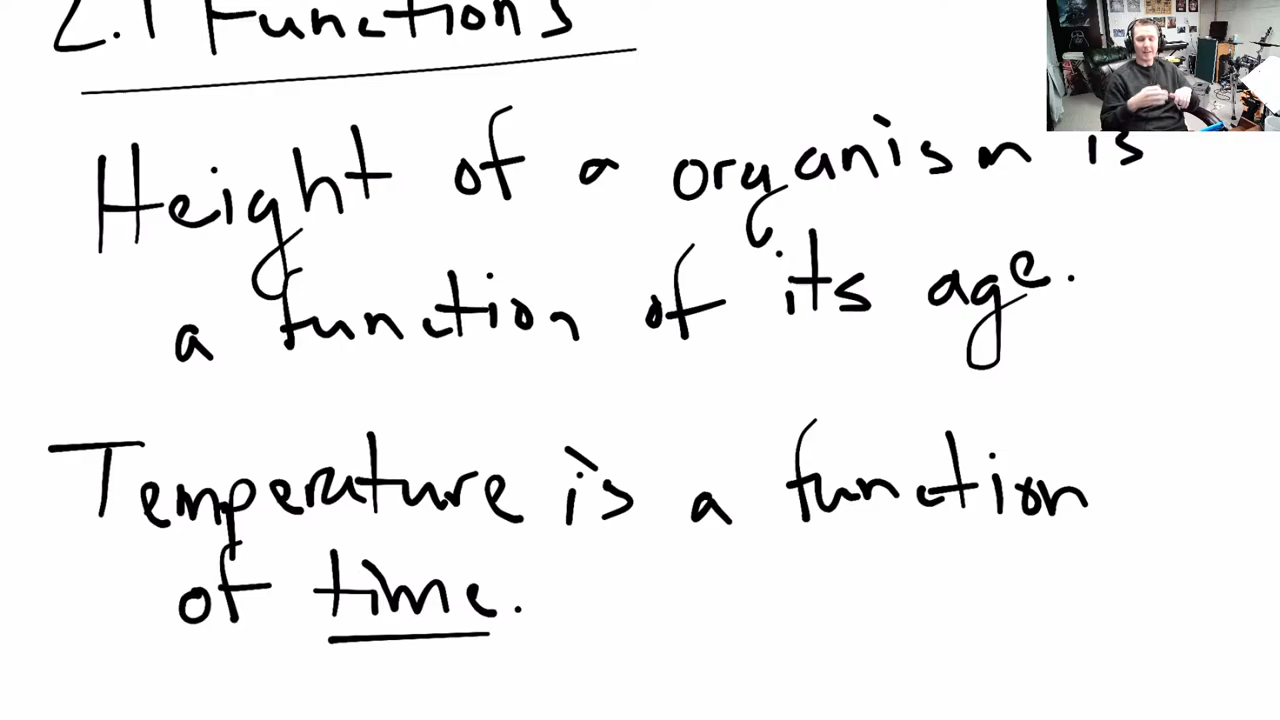 2.1 Functions
Height of a organism is
a function of its age.
Temperature is a function
of time.